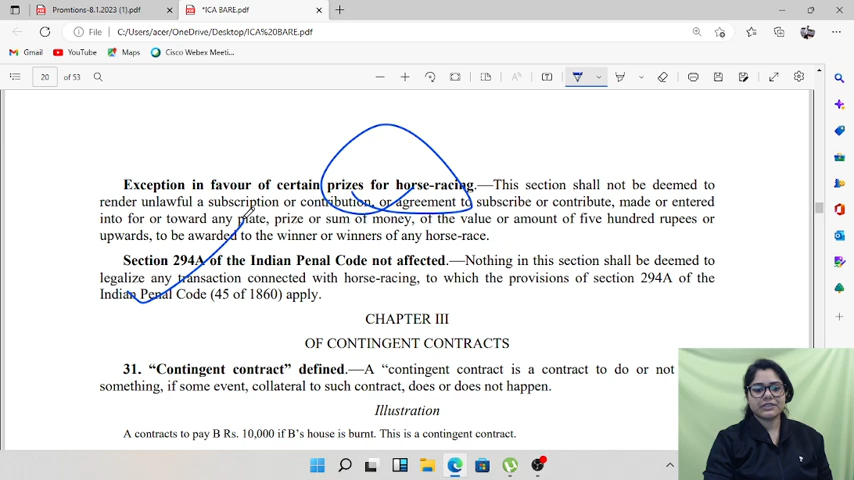 Promtions-8.1.2023 (1).pdf
*ICA BARE.pdf
File
C:/Users/acer/OneDrive/Desktop/ICA%20BARE.pdf
Gmail
YouTube
Maps
Cisco Webex Meeti...
20
of 53
Exception in favour of certain prizes for horse-racing.—This section shall not be deemed to
render unlawful a subscription or contribution, or agreement to subscribe or contribute, made or entered
into for or toward any plate, prize or sum of money, of the value or amount of five hundred rupees or
upwards, to be awarded to the winner or winners of any horse-race.
Section 294A of the Indian Penal Code not affected.—Nothing in this section shall be deemed to
legalize any transaction connected with horse-racing, to which the provisions of section 294A of the
Indian Penal Code (45 of 1860) apply.
CHAPTER III
OF CONTINGENT CONTRACTS
31. “Contingent contract” defined.—A “contingent contract is a contract to do or not
something, if some event, collateral to such contract, does or does not happen.
Illustration
A contracts to pay B Rs. 10,000 if B’s house is burnt. This is a contingent contract.